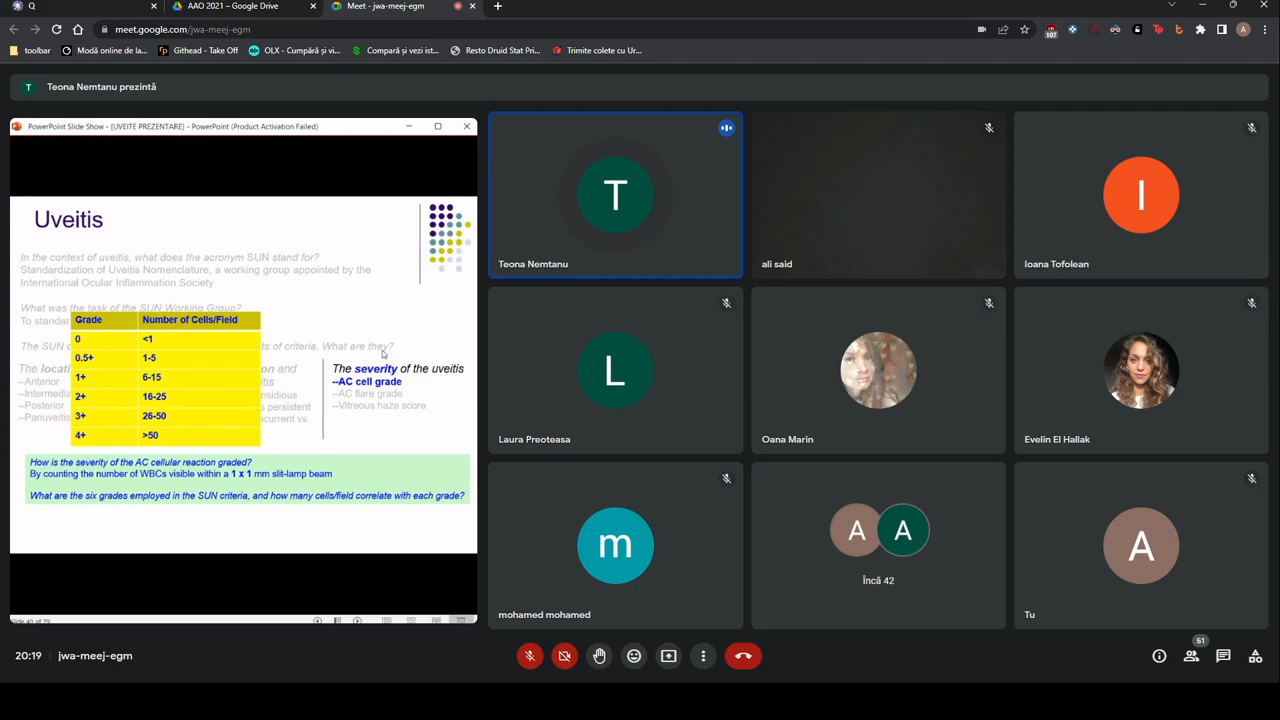 Q
AAO 2021 – Google Drive
Meet - jwa-meej-egm
meet.google.com/jwa-meej-egm
107
A
toolbar
Modă online de la...
Githead - Take Off
OLX - Cumpără și vi...
Compară și vezi ist...
Resto Druid Stat Pri...
Trimite colete cu Ur...
T
Teona Nemtanu prezintă
PowerPoint Slide Show - [UVEITE PREZENTARE] - PowerPoint (Product Activation Failed)
Uveitis
In the context of uveitis, what does the acronym SUN stand for?
Standardization of Uveitis Nomenclature, a working group appointed by the
International Ocular Inflammation Society
What was the task of the SUN Working Group?
To standar
The SUN c
ts of criteria. What are they?
Grade Number of Cells/Field
0 <1
0.5+ 1-5
1+ 6-15
2+ 16-25
3+ 26-50
4+ >50
The locati
--Anterior
--Intermedia
--Posterior
--Panuveitis
on and
itis
nsidious
s persistent
current vs
The severity of the uveitis
--AC cell grade
--AC flare grade
--Vitreous haze score
How is the severity of the AC cellular reaction graded?
By counting the number of WBCs visible within a 1 x 1 mm slit-lamp beam
What are the six grades employed in the SUN criteria, and how many cells/field correlate with each grade?
Slide 40 of 79
T
Teona Nemtanu
ali said
I
Ioana Tofolean
L
Laura Preoteasa
Oana Marin
Evelin El Hallak
m
mohamed mohamed
A A
Încă 42
A
Tu
20:19
jwa-meej-egm
51